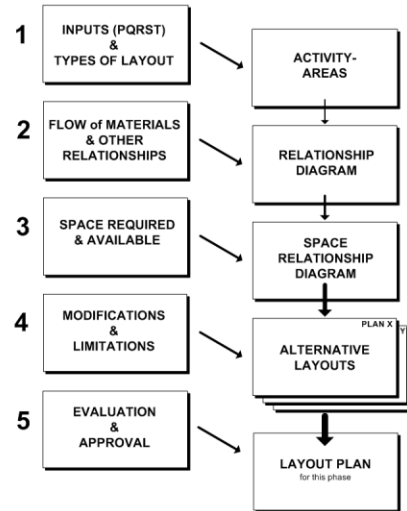 1
INPUTS (PQRST)
&
TYPES OF LAYOUT
ACTIVITY-
AREAS
2
FLOW of MATERIALS
& OTHER
RELATIONSHIPS
RELATIONSHIP
DIAGRAM
3
SPACE REQUIRED
& AVAILABLE
SPACE
RELATIONSHIP
DIAGRAM
4
MODIFICATIONS
&
LIMITATIONS
PLAN X
Y
ALTERNATIVE
LAYOUTS
5
EVALUATION
&
APPROVAL
LAYOUT PLAN
for this phase